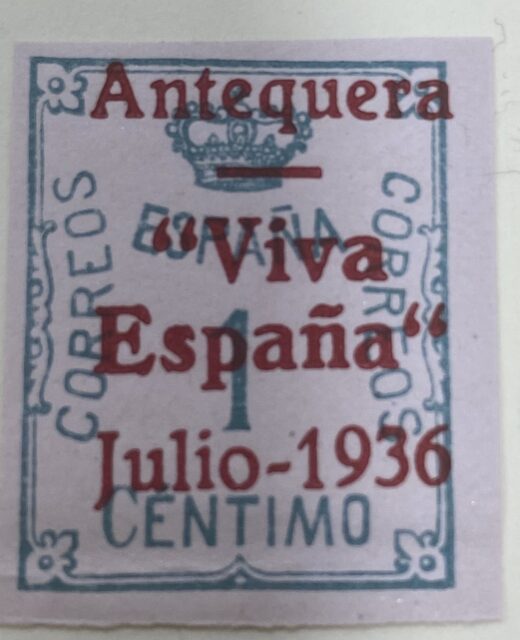 Antequera
ESPAÑA
“Viva
España“
CORREOS
CORREOS
1
Julio-1936
CENTIMO